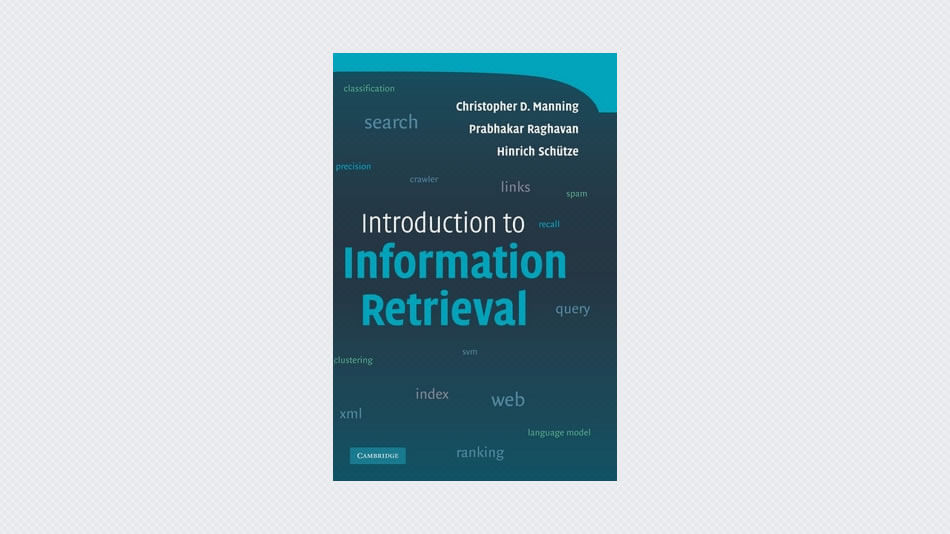 classification
Christopher D. Manning
search
Prabhakar Raghavan
Hinrich Schütze
precision
crawler
links
spam
Introduction to
recall
Information
Retrieval
query
svm
clustering
index
web
xml
language model
ranking
CAMBRIDGE